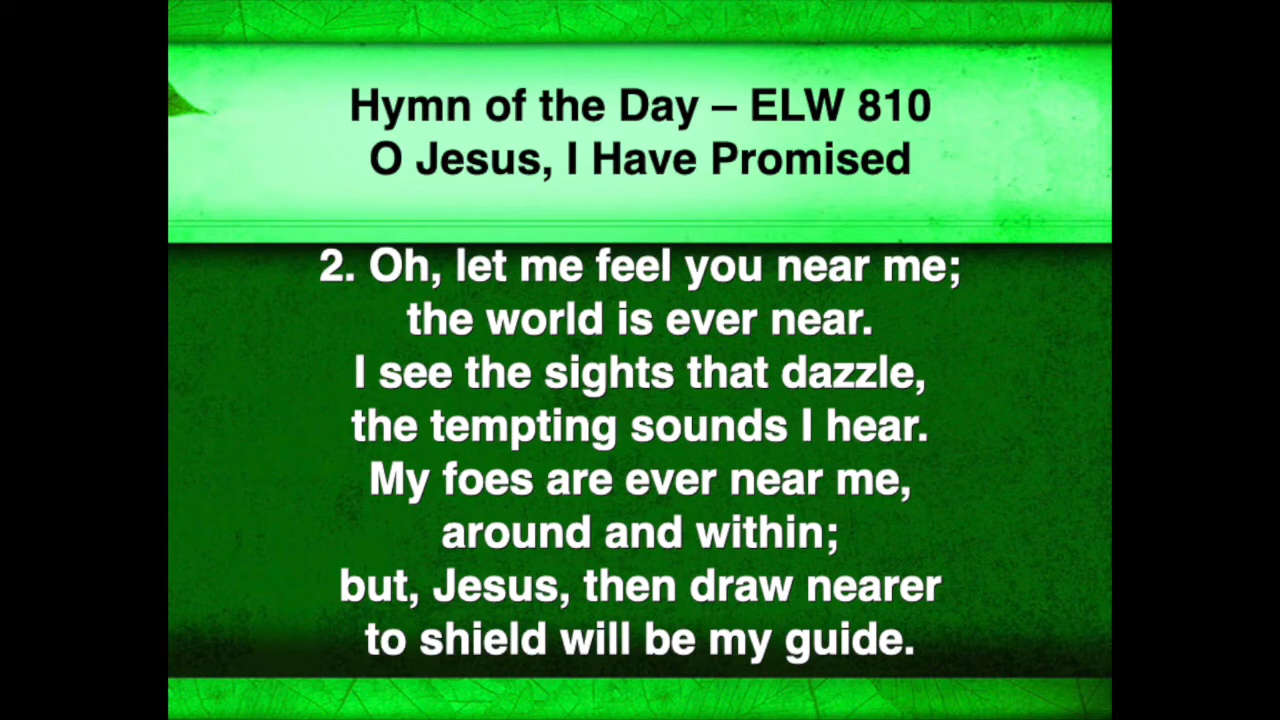 Hymn of the Day – ELW 810
O Jesus, I Have Promised
2. Oh, let me feel you near me;
the world is ever near.
I see the sights that dazzle,
the tempting sounds I hear.
My foes are ever near me,
around and within;
but, Jesus, then draw nearer
to shield will be my guide.